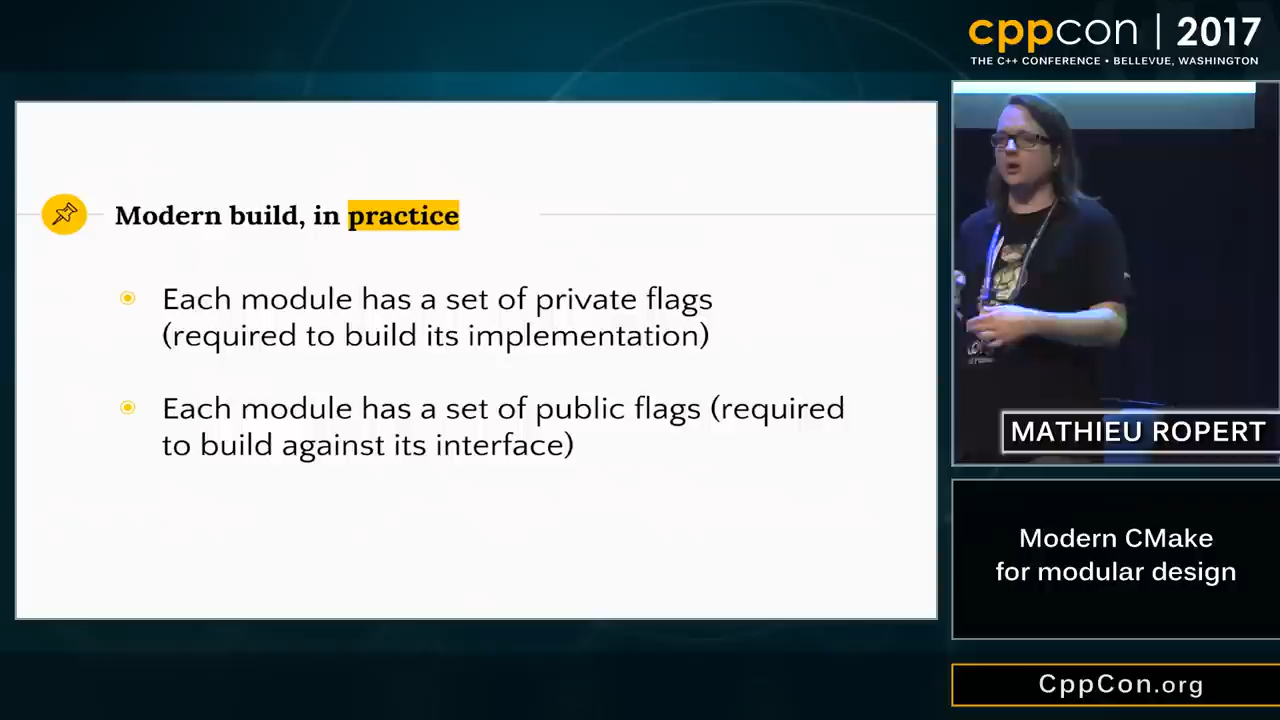 cppcon | 2017
THE C++ CONFERENCE • BELLEVUE, WASHINGTON
Modern build, in practice
Each module has a set of private flags
(required to build its implementation)
Each module has a set of public flags (required
to build against its interface)
MATHIEU ROPERT
Modern CMake
for modular design
CppCon.org